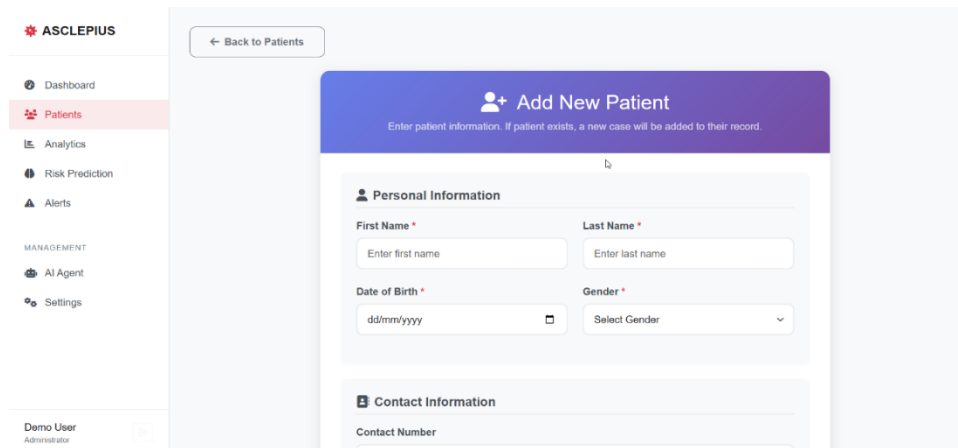 ASCLEPIUS
Dashboard
Patients
Analytics
Risk Prediction
Alerts
MANAGEMENT
AI Agent
Settings
Demo User
Administrator
← Back to Patients
Add New Patient
Enter patient information. If patient exists, a new case will be added to their record.
Personal Information
First Name *
Last Name *
Enter first name
Enter last name
Date of Birth *
Gender *
dd/mm/yyyy
Select Gender
Contact Information
Contact Number